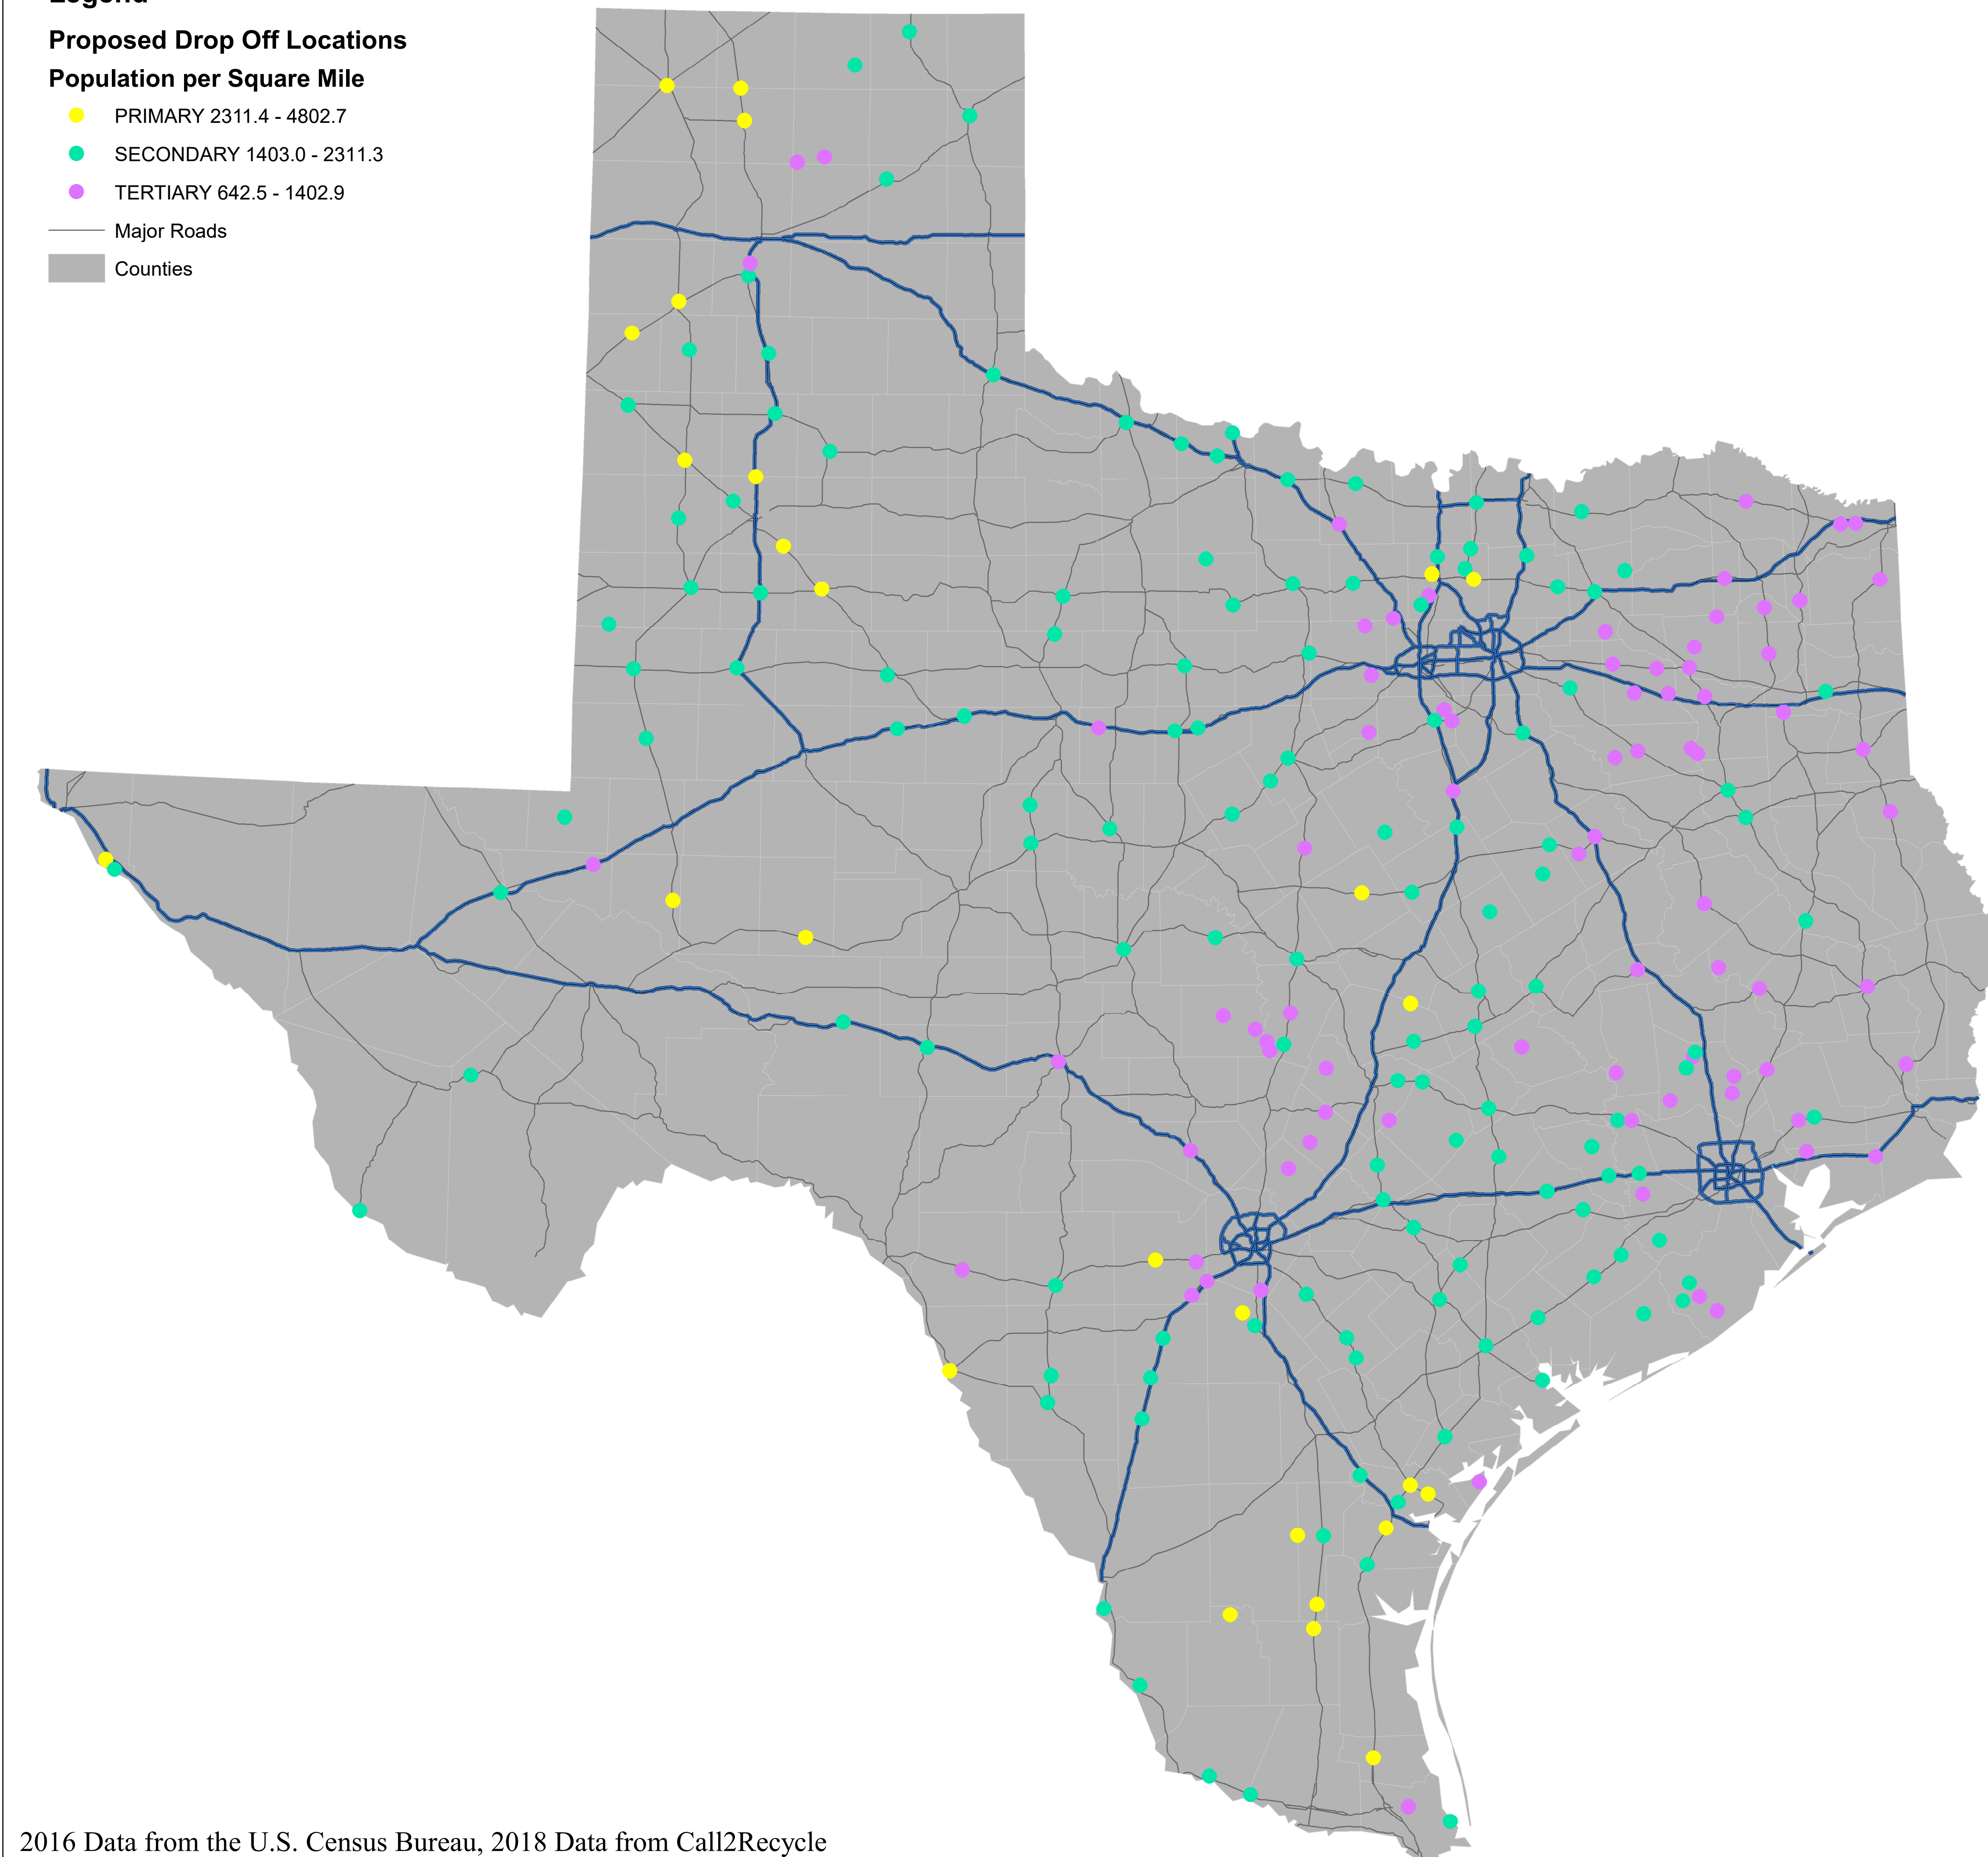 Legend
Proposed Drop Off Locations
Population per Square Mile
PRIMARY 2311.4 - 4802.7
SECONDARY 1403.0 - 2311.3
TERTIARY 642.5 - 1402.9
Major Roads
Counties
2016 Data from the U.S. Census Bureau, 2018 Data from Call2Recycle